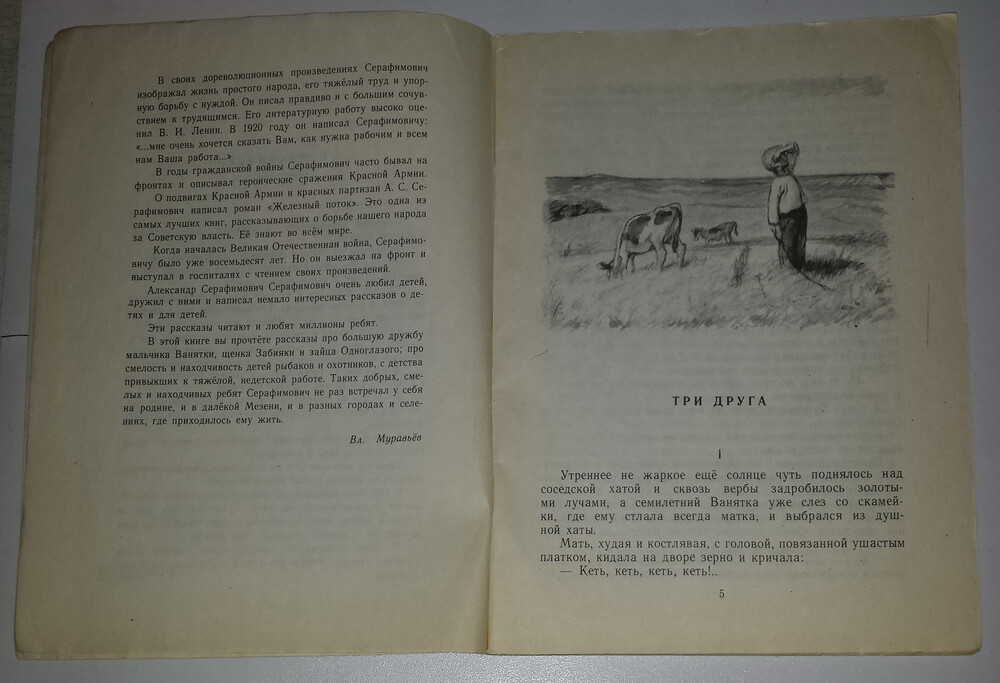 В своих дореволюционных произведениях Серафимович
изображал жизнь простого народа, его тяжёлый труд и упор-
ную борьбу с нуждой. Он писал правдиво и с большим сочув-
ствием к трудящимся. Его литературную работу высоко оце-
нил В. И. Ленин. В 1920 году он написал Серафимовичу:
«...мне очень хочется сказать Вам, как нужна рабочим и всем
нам Ваша работа...»
В годы гражданской войны Серафимович часто бывал на
фронтах и описывал героические сражения Красной Армии.
О подвигах Красной Армии и красных партизан А. С. Се-
рафимович написал роман «Железный поток». Это одна из
самых лучших книг, рассказывающих о борьбе нашего народа
за Советскую власть. Её знают во всём мире.
Когда началась Великая Отечественная война, Серафимо-
вичу было уже восемьдесят лет. Но он выезжал на фронт и
выступал в госпиталях с чтением своих произведений.
Александр Серафимович Серафимович очень любил детей,
дружил с ними и написал немало интересных рассказов о де-
тях и для детей.
Эти рассказы читают и любят миллионы ребят.
В этой книге вы прочтёте рассказы про большую дружбу
мальчика Ванятки, щенка Забияки и зайца Одноглазого; про
смелость и находчивость детей рыбаков и охотников, с детства
привыкших к тяжёлой, недетской работе. Таких добрых, сме-
лых и находчивых ребят Серафимович не раз встречал у себя
на родине, и в далёкой Мезени, и в разных городах и селе-
ниях, где приходилось ему жить.
Вл. Муравьёв
ТРИ ДРУГА
I
Утреннее не жаркое ещё солнце чуть поднялось над
соседской хатой и сквозь вербы задробилось золоты-
ми лучами, а семилетний Ванятка уже слез со скамей-
ки, где ему стлала всегда матка, и выбрался из душ-
ной хаты.
Мать, худая и костлявая, с головой, повязанной ушастым
платком, кидала на дворе зерно и кричала:
— Кеть, кеть, кеть, кеть!..
5